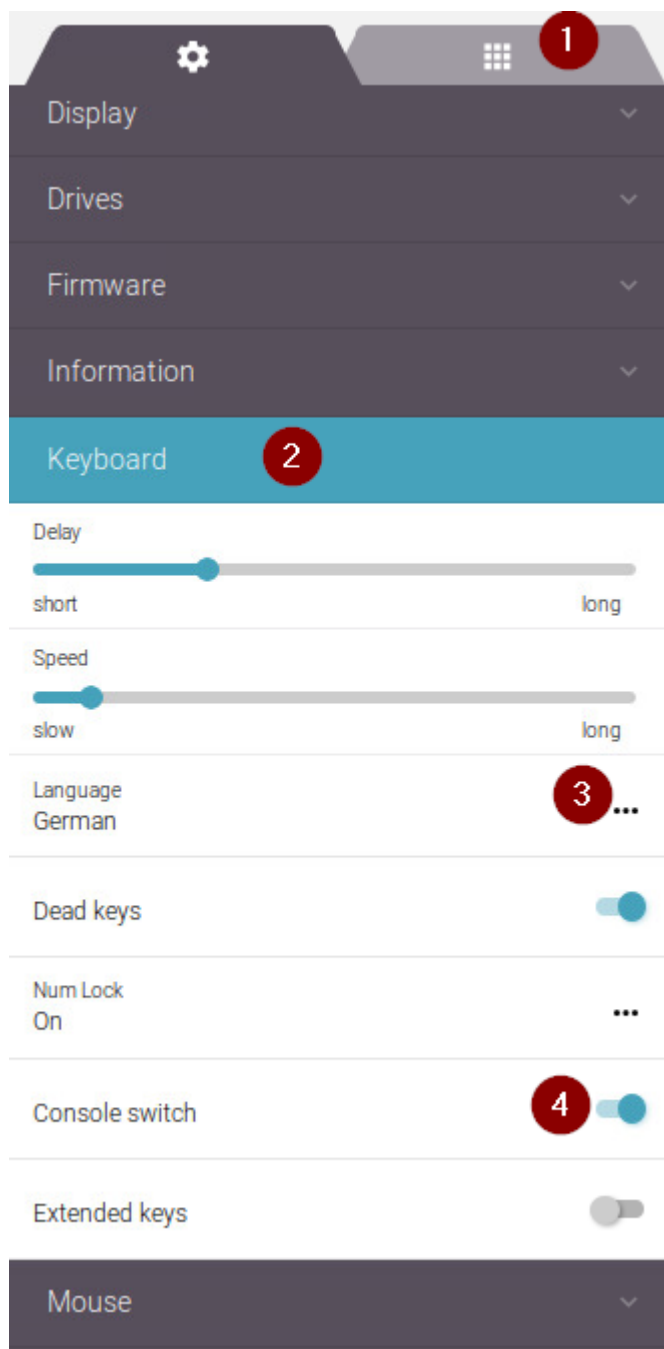 1
Display
Drives
Firmware
Information
Keyboard 2
Delay
short long
Speed
slow long
Language
German 3 ...
Dead keys
Num Lock
On ...
Console switch 4
Extended keys
Mouse